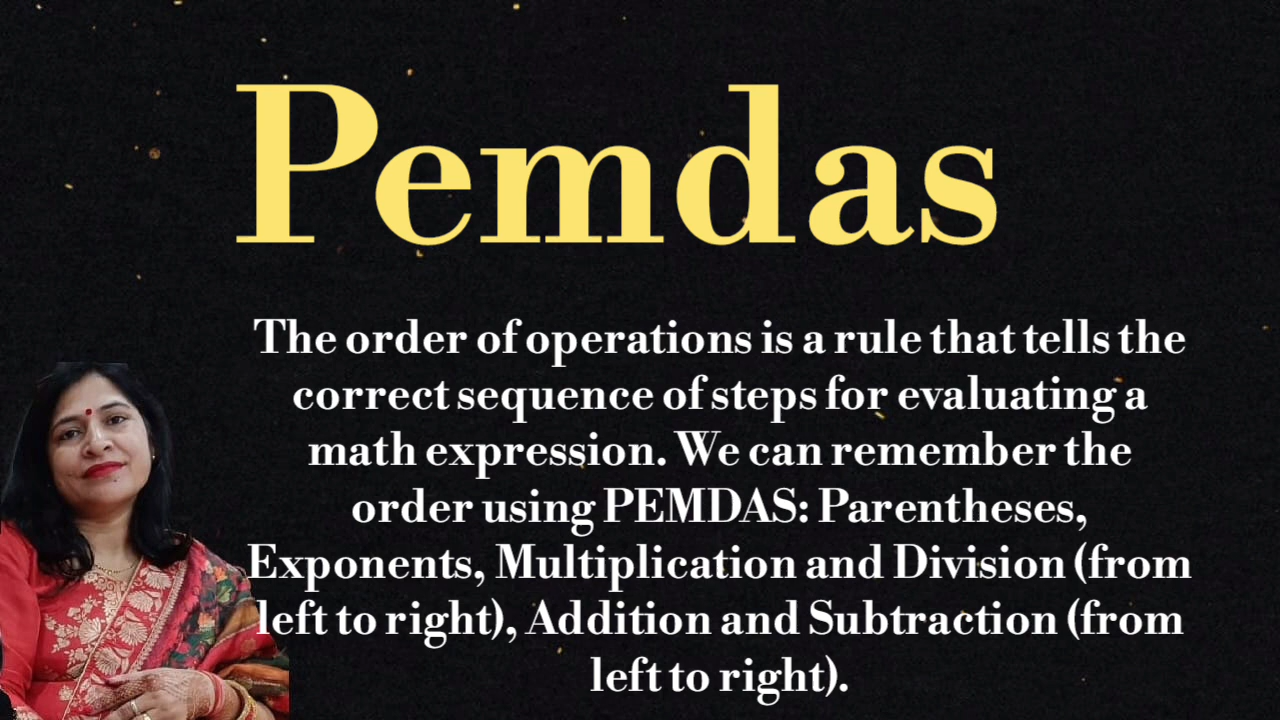 Pemdas
The order of operations is a rule that tells the
correct sequence of steps for evaluating a
math expression. We can remember the
order using PEMDAS: Parentheses,
Exponents, Multiplication and Division (from
left to right), Addition and Subtraction (from
left to right).